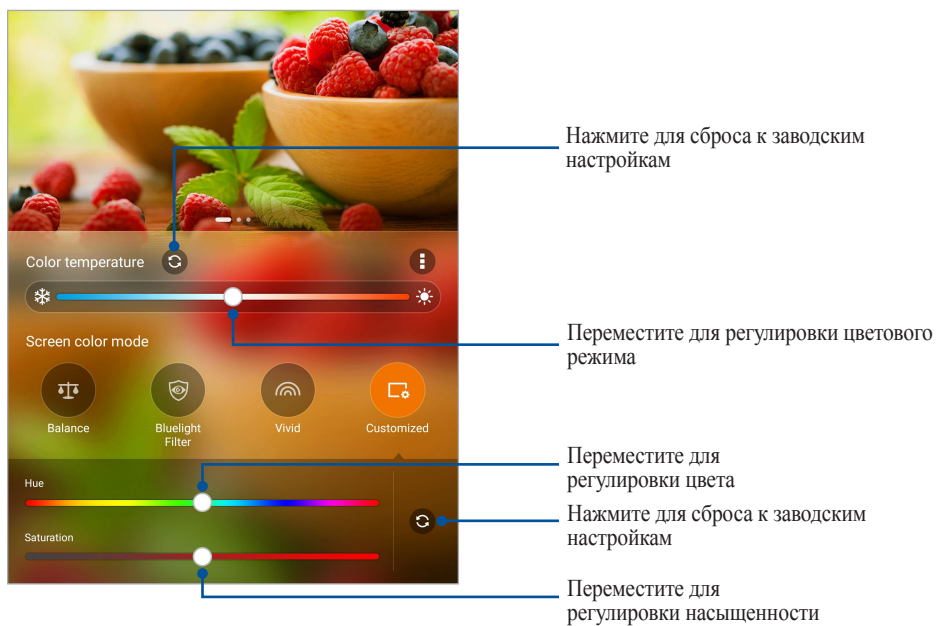 Нажмите для сброса к заводским
настройкам
Color temperature
Переместите для регулировки цветового
режима
Screen color mode
Balance
Bluelight
Filter
Vivid
Customized
Переместите для
регулировки цвета
Hue
Нажмите для сброса к заводским
настройкам
Saturation
Переместите для
регулировки насыщенности